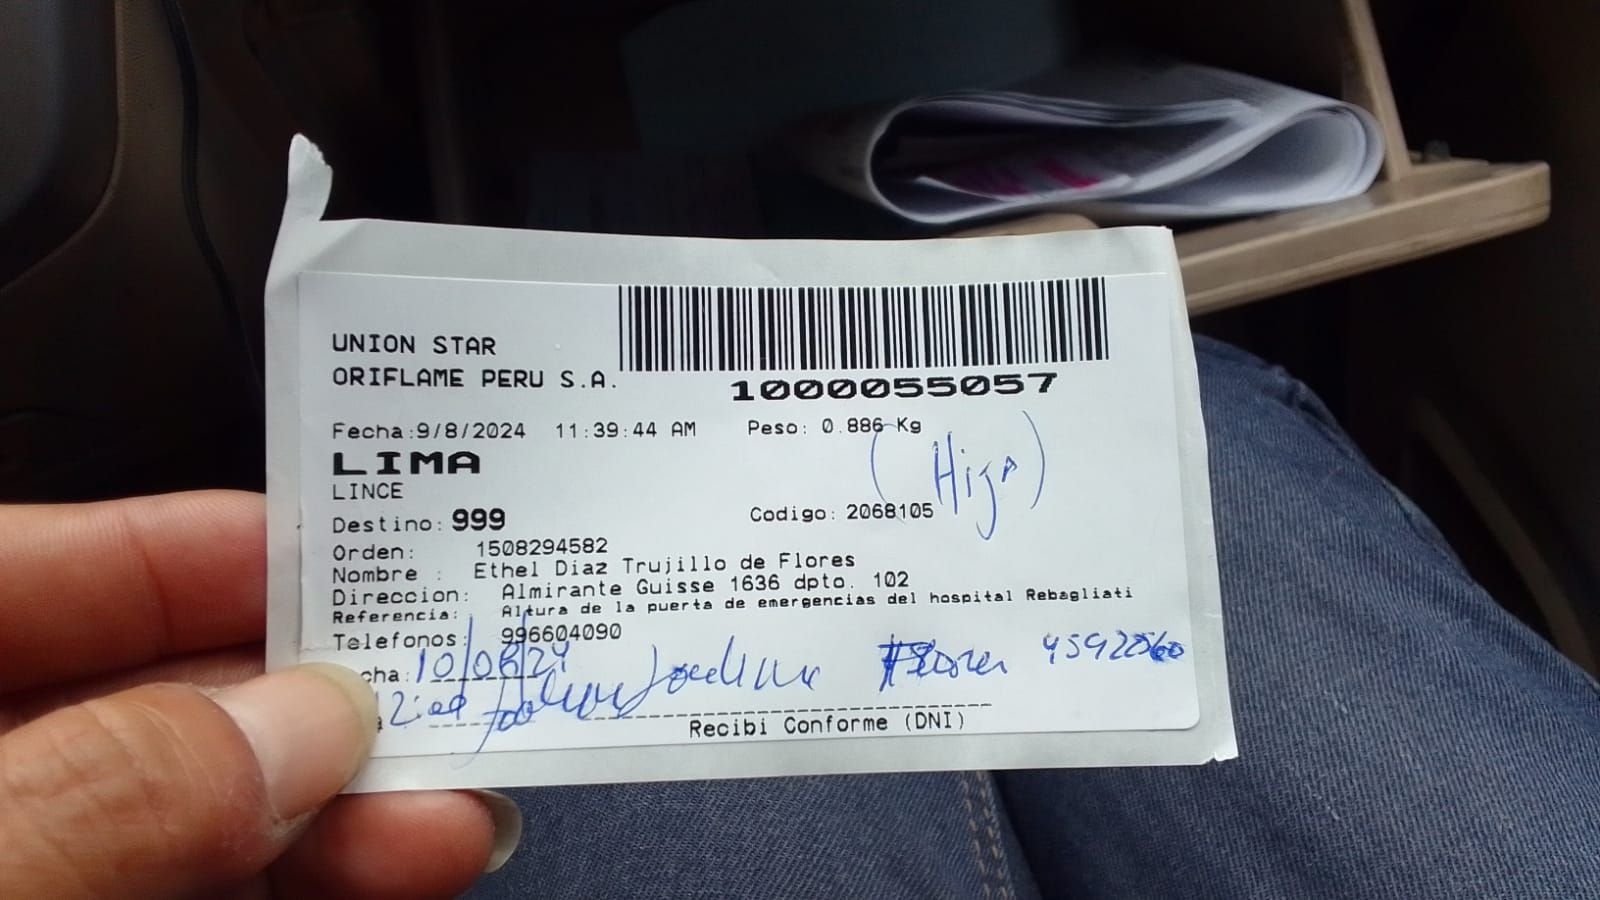 UNION STAR
ORIFLAME PERU S.A.
1000055057
Fecha:9/8/2024 11:39:44 AM Peso: 0.886 Kg
LIMA
(Hija)
LINCE
Destino: 999 Codigo: 2068105
Orden: 1508294582
Nombre : Ethel Diaz Trujillo de Flores
Direccion: Almirante Guisse 1636 dpto. 102
Referencia: Altura de la puerta de emergencias del hospital Rebagliati
Telefonos: 996604090
cha: 10/08/24 Flores
Recibi Conforme (DNI)